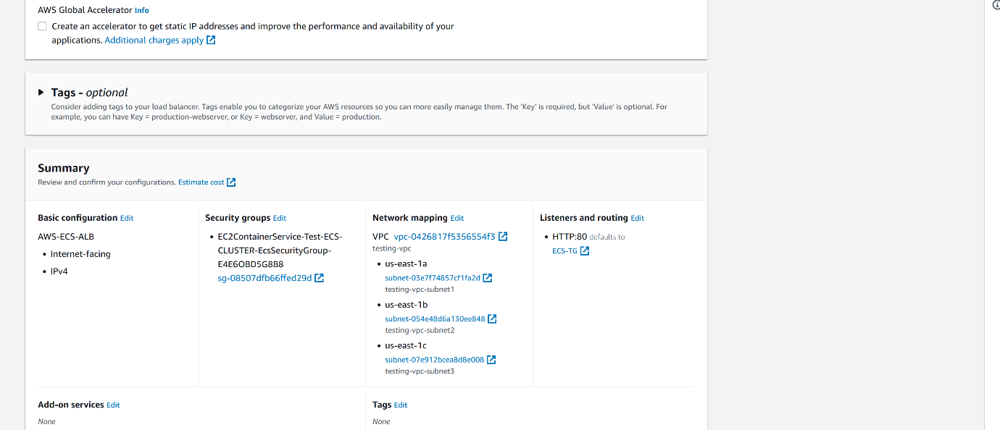 AWS Global Accelerator Info
Create an accelerator to get static IP addresses and improve the performance and availability of your
applications. Additional charges apply
Tags - optional
Consider adding tags to your load balancer. Tags enable you to categorize your AWS resources so you can more easily manage them. The 'Key' is required, but 'Value' is optional. For
example, you can have Key = production-webserver, or Key = webserver, and Value = production.
Summary
Review and confirm your configurations. Estimate cost
Basic configuration Edit
AWS-ECS-ALB
• Internet-facing
• IPv4
Security groups Edit
• EC2ContainerService-Test-ECS-
CLUSTER-EcsSecurityGroup-
E4E6OBD5G8B8
sg-08507dfb66ffed29d
Network mapping Edit
VPC vpc-0426817f5356554f3
testing-vpc
• us-east-1a
subnet-03e7f74857cf1fa2d
testing-vpc-subnet1
• us-east-1b
subnet-054e48d6a130ee848
testing-vpc-subnet2
• us-east-1c
subnet-07e912bcea8d8e008
testing-vpc-subnet3
Listeners and routing Edit
• HTTP:80 defaults to
ECS-TG
Add-on services Edit
None
Tags Edit
None